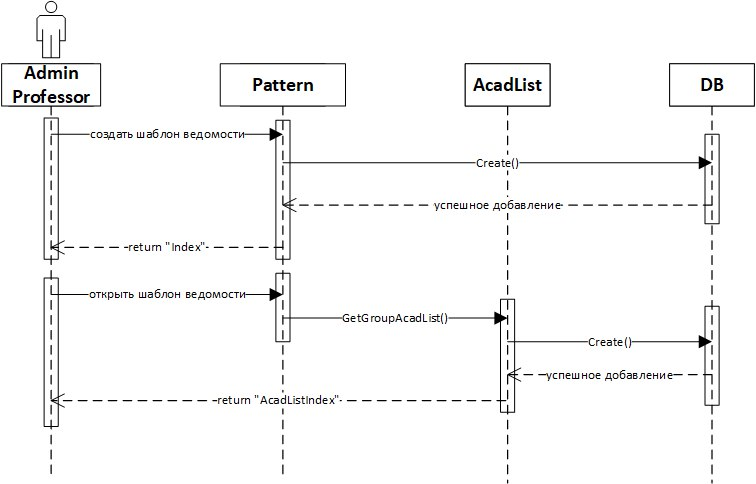 Admin
Professor
Pattern
AcadList
DB
создать шаблон ведомости
Create()
успешное добавление
return "Index"
открыть шаблон ведомости
GetGroupAcadList()
Create()
успешное добавление
return "AcadListIndex"